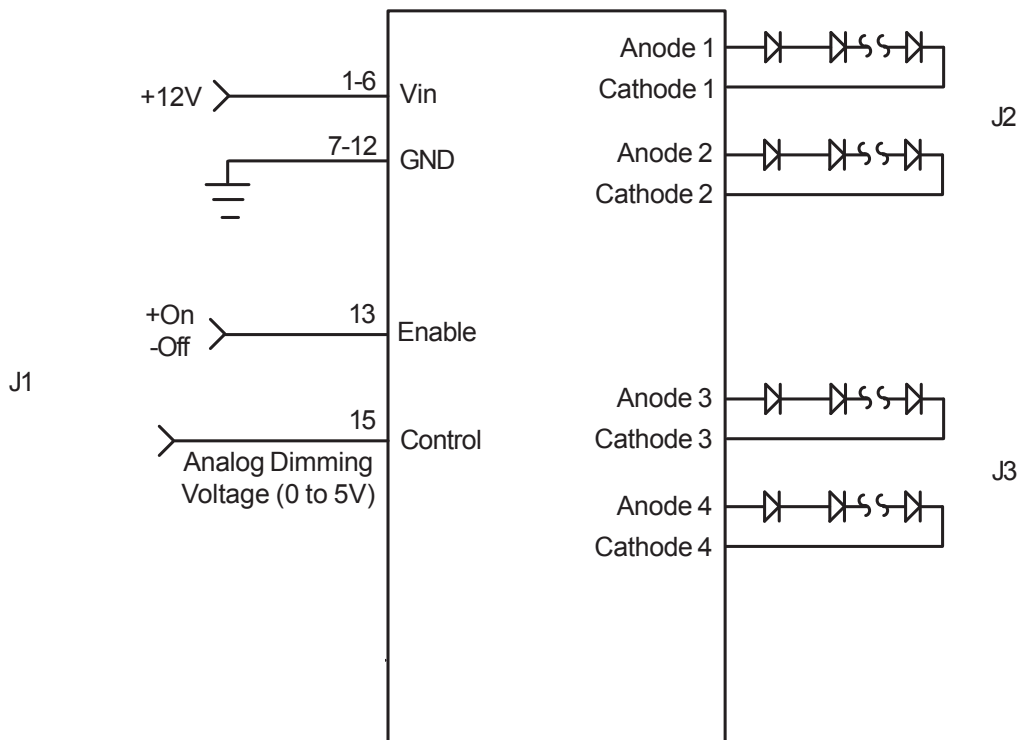 J1
+12V
1-6
Vin
7-12
GND
+On
-Off
13
Enable
15
Control
Analog Dimming
Voltage (0 to 5V)
Anode 1
Cathode 1
Anode 2
Cathode 2
J2
Anode 3
Cathode 3
Anode 4
Cathode 4
J3